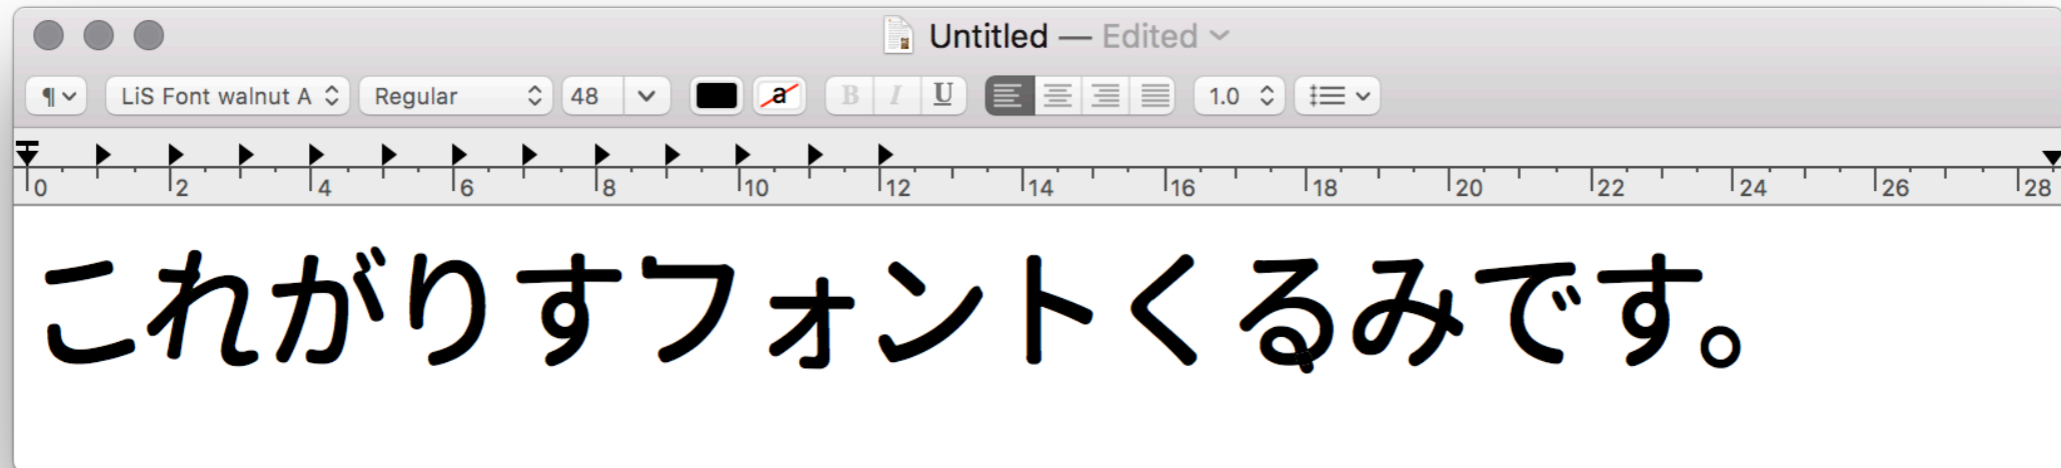 Untitled — Edited
¶ LiS Font walnut A Regular 48 a B I U 1.0
0 2 4 6 8 10 12 14 16 18 20 22 24 26 28
これがりすフォントくるみです。